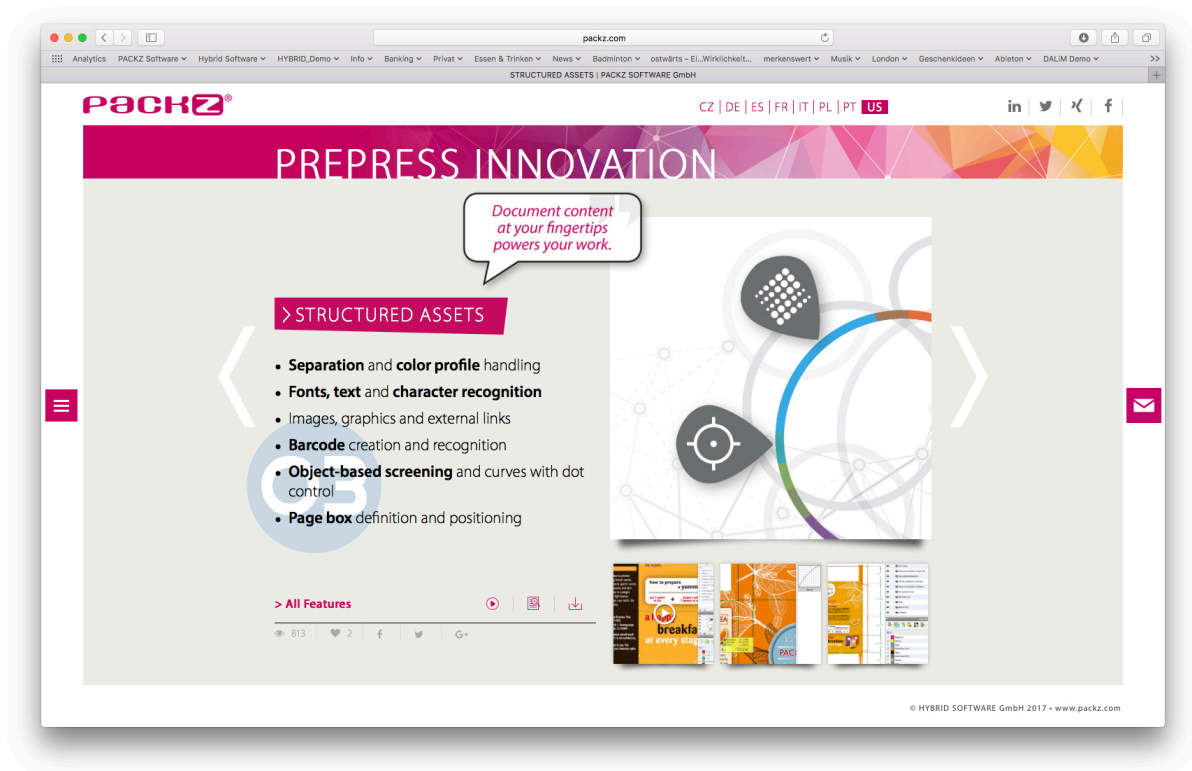 packz.com
Analytics PACKZ Software Hybrid Software HYBRID_Demo Info Banking Privat Essen & Trinken News Badminton ostwärts – Ei...Wirklichkeit... merkenswert Musik London Geschenkideen Ableton DALiM Demo >>
STRUCTURED ASSETS | PACKZ SOFTWARE GmbH
PACKZ®
CZ | DE | ES | FR | IT | PL | PT US
PREPRESS INNOVATION
Document content
at your fingertips
powers your work.
> STRUCTURED ASSETS
• Separation and color profile handling
• Fonts, text and character recognition
• Images, graphics and external links
• Barcode creation and recognition
• Object-based screening and curves with dot
control
• Page box definition and positioning
CB
how to prepare
breakfa
at every stag
PAC
> All Features
813
G+
© HYBRID SOFTWARE GmbH 2017 • www.packz.com